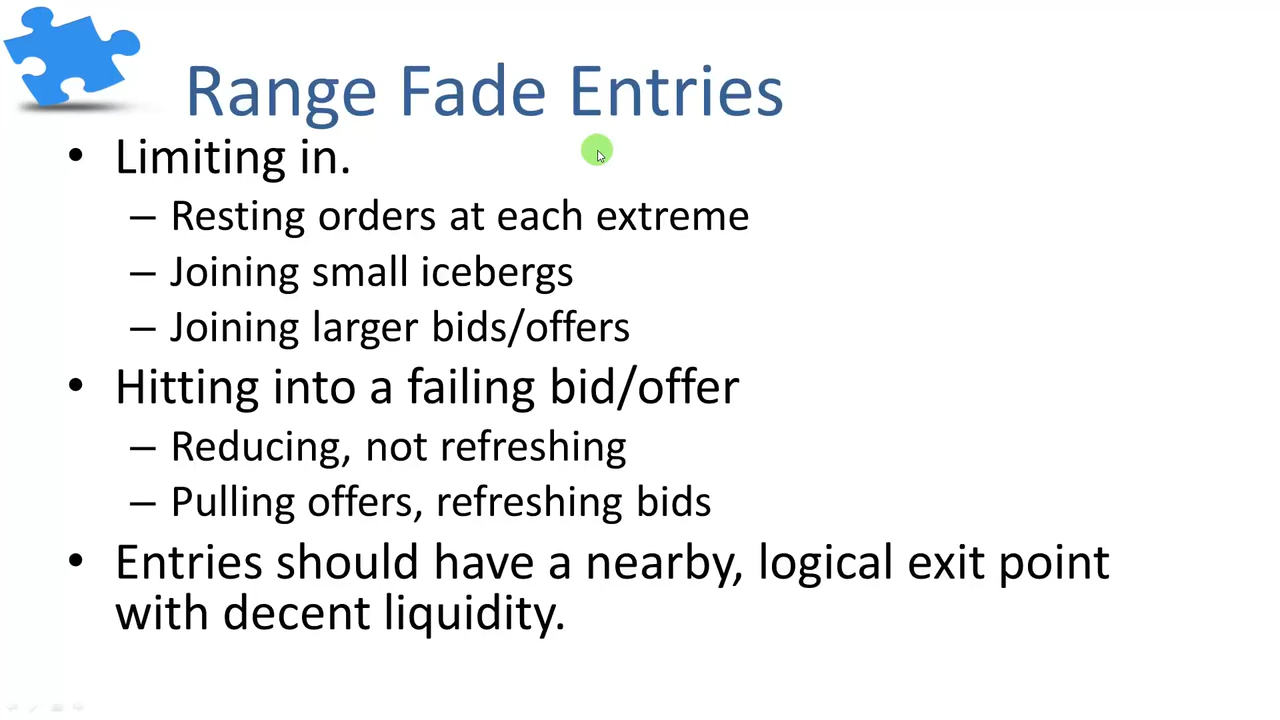 Range Fade Entries
• Limiting in.
– Resting orders at each extreme
– Joining small icebergs
– Joining larger bids/offers
• Hitting into a failing bid/offer
– Reducing, not refreshing
– Pulling offers, refreshing bids
• Entries should have a nearby, logical exit point
with decent liquidity.